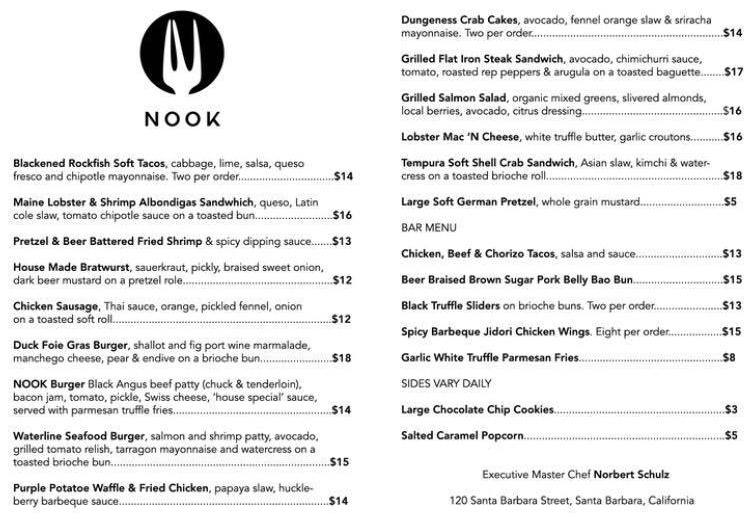 NOOK
Blackened Rockfish Soft Tacos, cabbage, lime, salsa, queso
fresco and chipotle mayonnaise. Two per order..........................$14
Maine Lobster & Shrimp Albondigas Sandwhich, queso, Latin
cole slaw, tomato chipotle sauce on a toasted bun.....................$16
Pretzel & Beer Battered Fried Shrimp & spicy dipping sauce......$13
House Made Bratwurst, sauerkraut, pickly, braised sweet onion,
dark beer mustard on a pretzel role..........................................$12
Chicken Sausage, Thai sauce, orange, pickled fennel, onion
on a toasted soft roll............................................................$12
Duck Foie Gras Burger, shallot and fig port wine marmalade,
manchego cheese, pear & endive on a brioche bun....................$18
NOOK Burger Black Angus beef patty (chuck & tenderloin),
bacon jam, tomato, pickle, Swiss cheese, 'house special' sauce,
served with parmesan truffle fries............................................$14
Waterline Seafood Burger, salmon and shrimp patty, avocado,
grilled tomato relish, tarragon mayonnaise and watercress on a
toasted brioche bun............................................................$15
Purple Potatoe Waffle & Fried Chicken, papaya slaw, huckle-
berry barbeque sauce..........................................................$14
Dungeness Crab Cakes, avocado, fennel orange slaw & sriracha
mayonnaise. Two per order.....................................................$14
Grilled Flat Iron Steak Sandwich, avocado, chimichurri sauce,
tomato, roasted rep peppers & arugula on a toasted baguette.......$17
Grilled Salmon Salad, organic mixed greens, slivered almonds,
local berries, avocado, citrus dressing.......................................$16
Lobster Mac 'N Cheese, white truffle butter, garlic croutons.........$16
Tempura Soft Shell Crab Sandwich, Asian slaw, kimchi & water-
cress on a toasted brioche roll.................................................$18
Large Soft German Pretzel, whole grain mustard.......................$5
BAR MENU
Chicken, Beef & Chorizo Tacos, salsa and sauce........................$13
Beer Braised Brown Sugar Pork Belly Bao Bun.........................$15
Black Truffle Sliders on brioche buns. Two per order...................$13
Spicy Barbeque Jidori Chicken Wings. Eight per order...............$15
Garlic White Truffle Parmesan Fries..........................................$8
SIDES VARY DAILY
Large Chocolate Chip Cookies................................................$3
Salted Caramel Popcorn.........................................................$5
Executive Master Chef Norbert Schulz
120 Santa Barbara Street, Santa Barbara, California